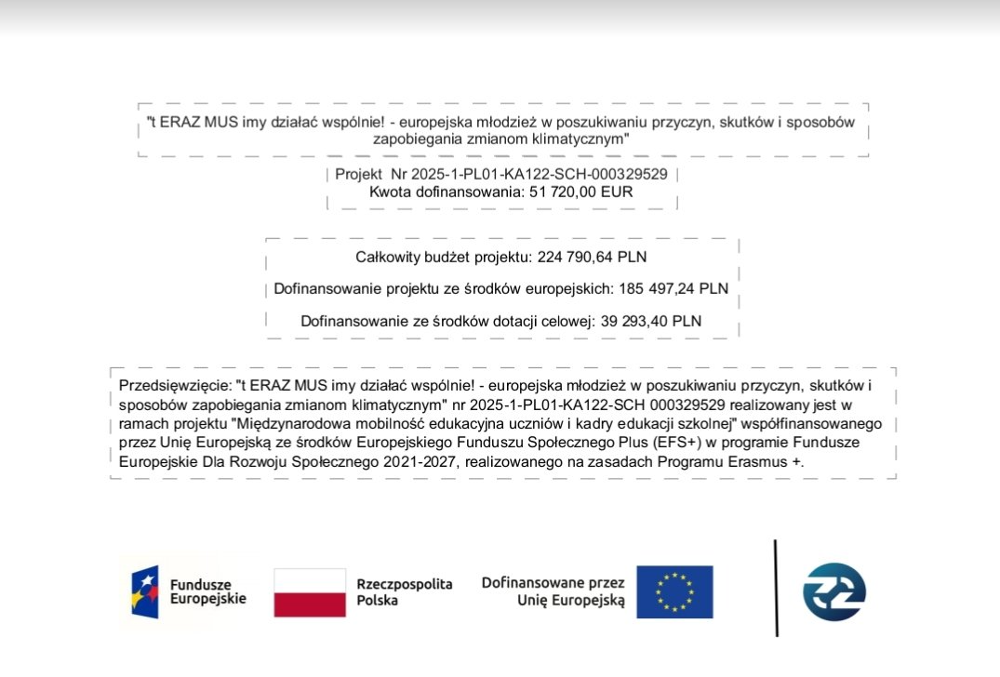 "t ERAZ MUS imy działać wspólnie! - europejska młodzież w poszukiwaniu przyczyn, skutków i sposobów
zapobiegania zmianom klimatycznym"
Projekt Nr 2025-1-PL01-KA122-SCH-000329529
Kwota dofinansowania: 51 720,00 EUR
Całkowity budżet projektu: 224 790,64 PLN
Dofinansowanie projektu ze środków europejskich: 185 497,24 PLN
Dofinansowanie ze środków dotacji celowej: 39 293,40 PLN
Przedsięwzięcie: "t ERAZ MUS imy działać wspólnie! - europejska młodzież w poszukiwaniu przyczyn, skutków i
sposobów zapobiegania zmianom klimatycznym" nr 2025-1-PL01-KA122-SCH 000329529 realizowany jest w
ramach projektu "Międzynarodowa mobilność edukacyjna uczniów i kadry edukacji szkolnej" współfinansowanego
przez Unię Europejską ze środków Europejskiego Funduszu Społecznego Plus (EFS+) w programie Fundusze
Europejskie Dla Rozwoju Społecznego 2021-2027, realizowanego na zasadach Programu Erasmus +.
Fundusze
Europejskie
Rzeczpospolita
Polska
Dofinansowane przez
Unię Europejską
32